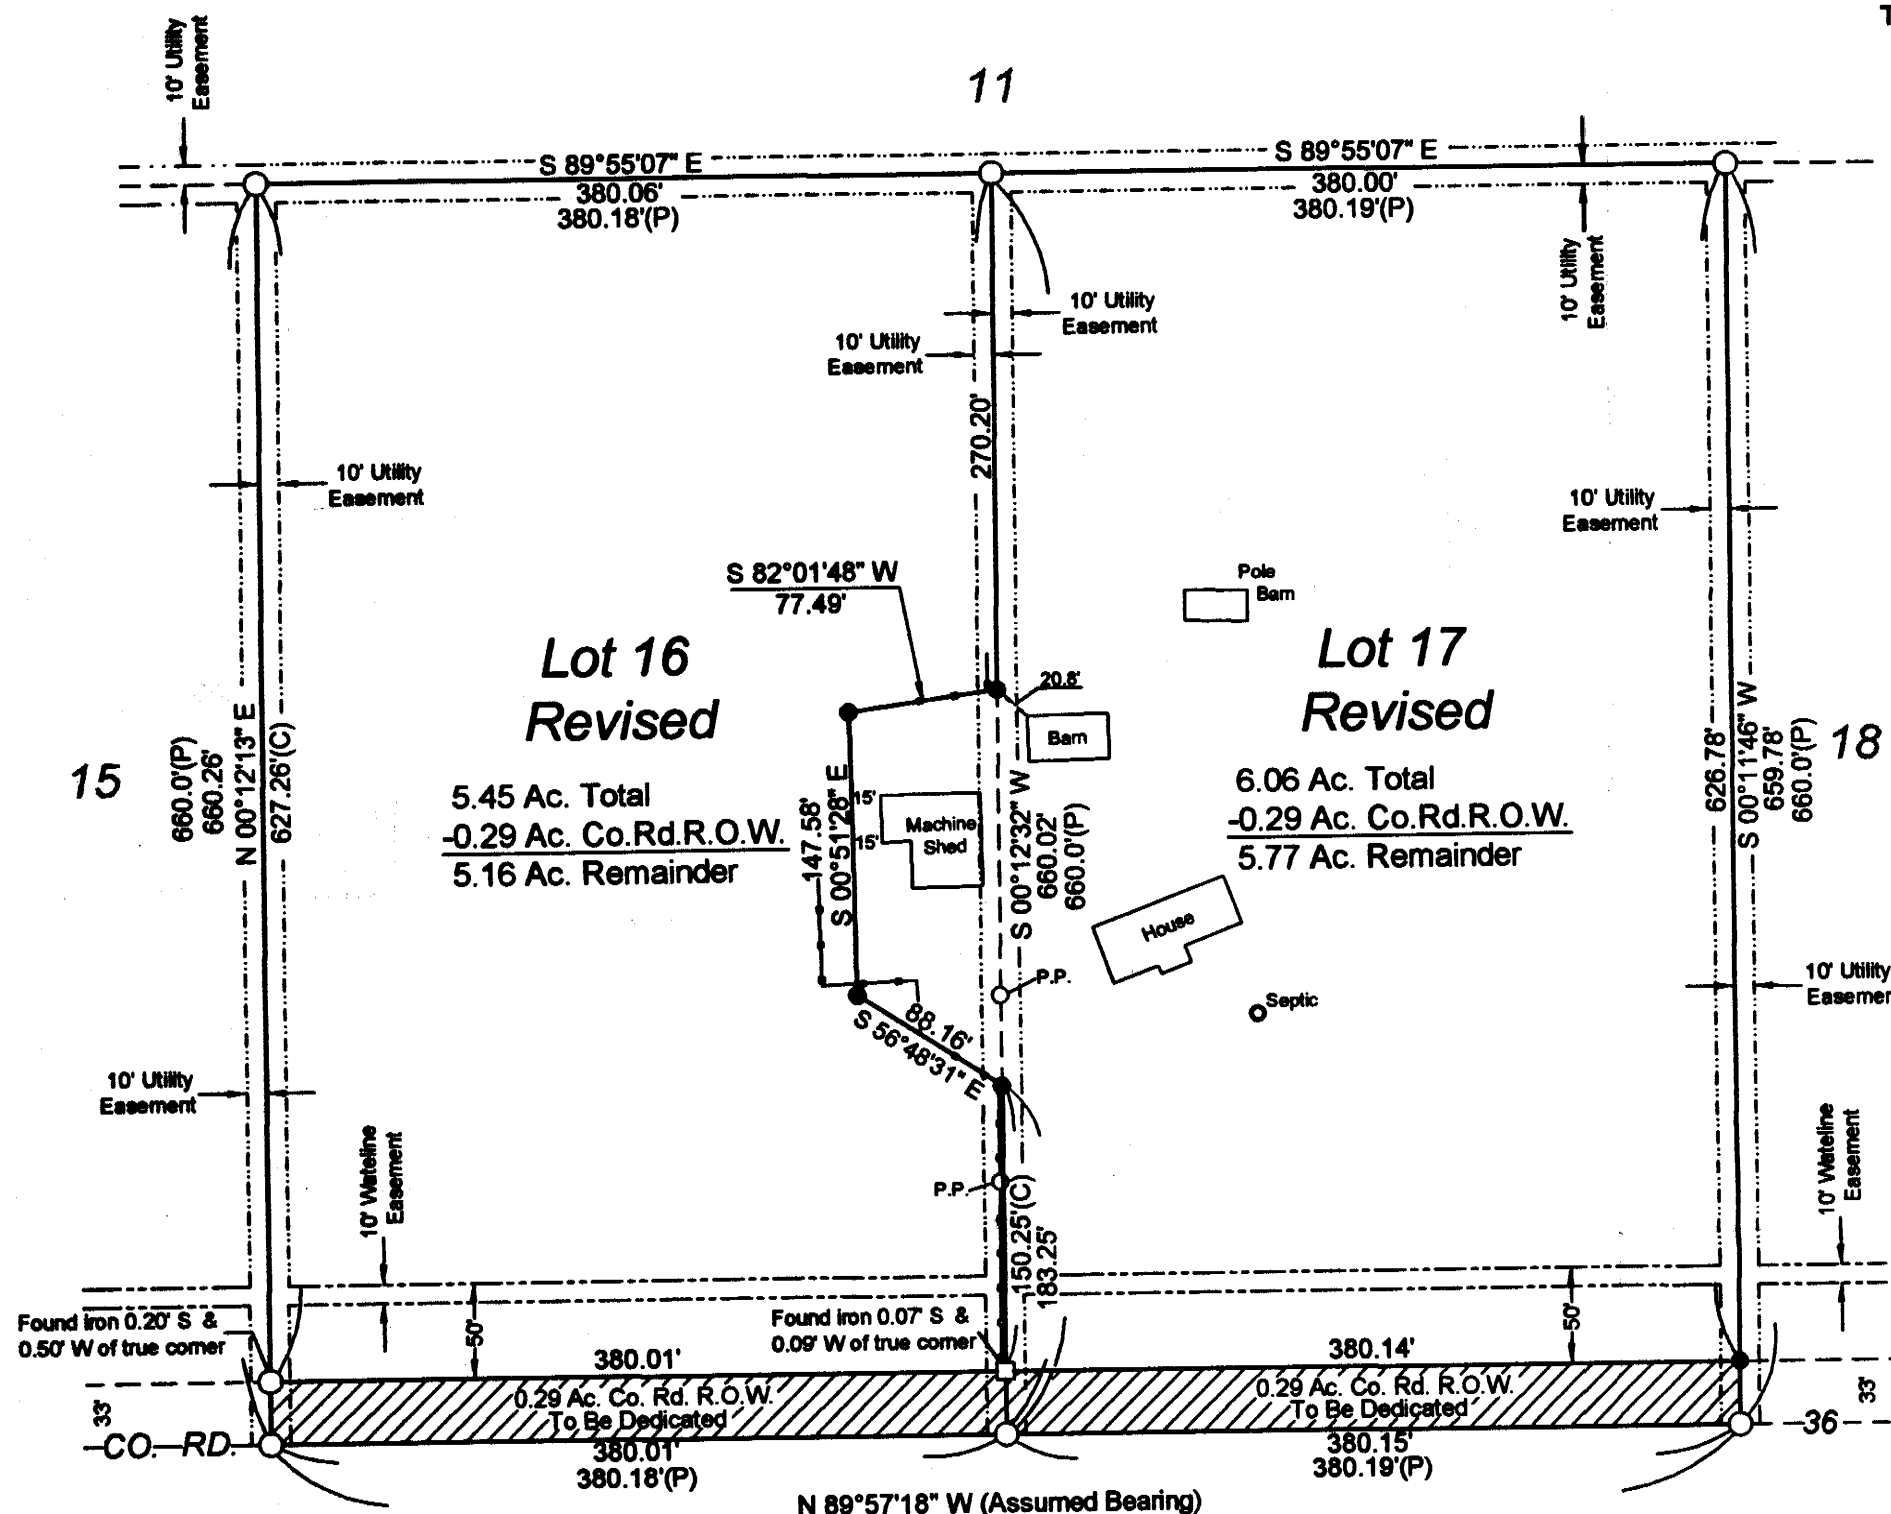 10' Utility
Easement
11
S 89°55'07" E
380.06'
380.18'(P)
S 89°55'07" E
380.00'
380.19'(P)
10' Utility
Easement
10' Utility
Easement
10' Utility
Easement
270.20'
10' Utility
Easement
10' Utility
Easement
S 82°01'48" W
77.49'
Pole
Barn
Lot 16
Revised
Lot 17
Revised
20.8'
Barn
15
660.0'(P)
660.26'
N 00°12'13" E
627.26'(C)
5.45 Ac. Total
-0.29 Ac. Co.Rd.R.O.W.
5.16 Ac. Remainder
147.58'
S 00°51'28" E
15'
15'
Machine
Shed
S 00°12'32" W
660.02'
660.0'(P)
6.06 Ac. Total
-0.29 Ac. Co.Rd.R.O.W.
5.77 Ac. Remainder
626.78'
S 00°11'46" W
659.78'
660.0'(P)
18
House
P.P.
Septic
10' Utility
Easemer
88.16'
S 56°48'31" E
10' Utility
Easement
10' Wateline
Easement
P.P.
150.25'(C)
183.25'
10' Wateline
Easement
Found iron 0.20' S &
0.50' W of true corner
50'
Found iron 0.07' S &
0.09' W of true corner
50'
380.01'
380.14'
0.29 Ac. Co. Rd. R.O.W.
To Be Dedicated
0.29 Ac. Co. Rd. R.O.W.
To Be Dedicated
33'
33'
CO. RD.
36
380.01'
380.18'(P)
380.15'
380.19'(P)
N 89°57'18" W (Assumed Bearing)